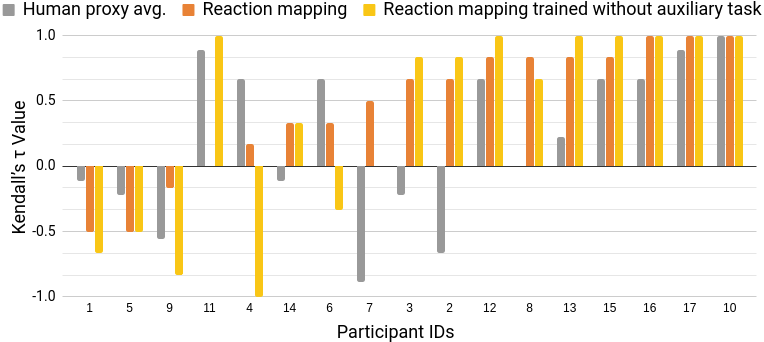 Human proxy avg. Reaction mapping Reaction mapping trained without auxiliary task
Kendall's τ Value
1.0
0.5
0.0
-0.5
-1.0
1 5 9 11 4 14 6 7 3 2 12 8 13 15 16 17 10
Participant IDs